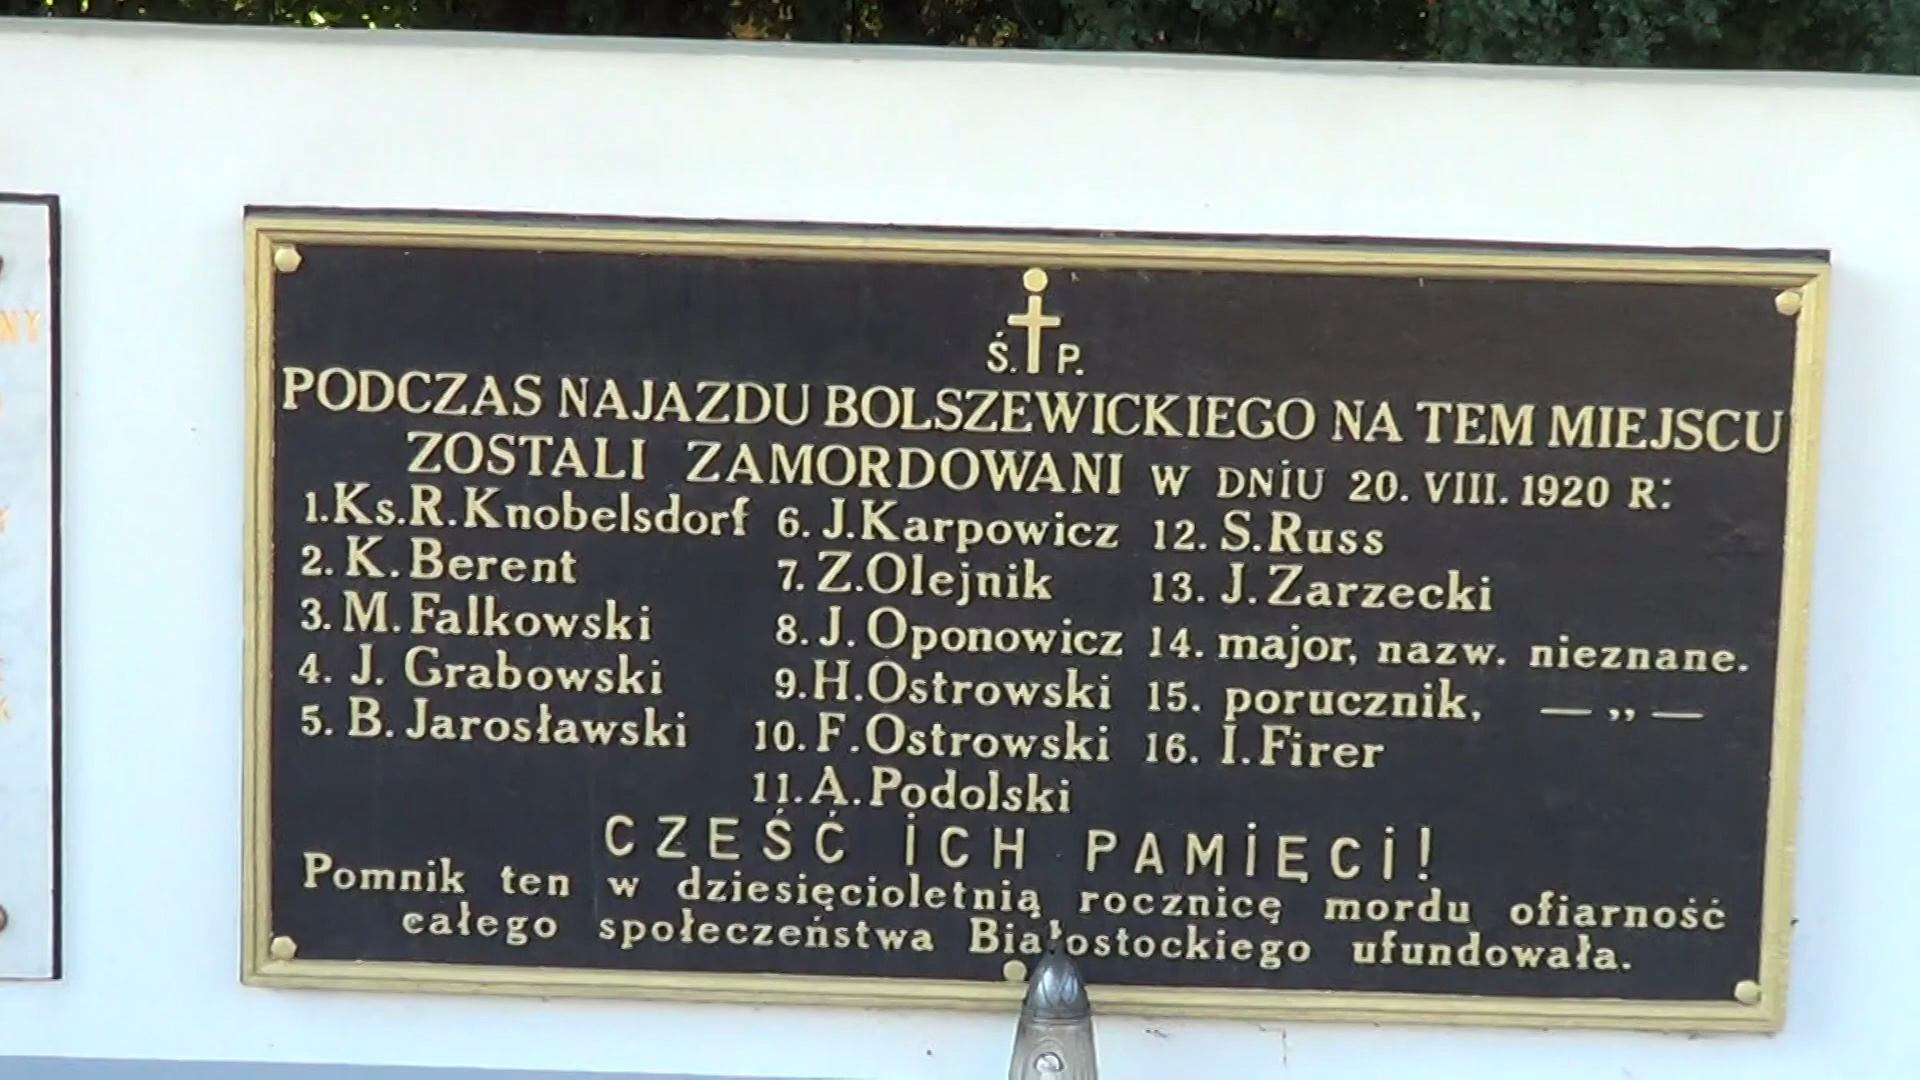 NY
Ś. P.
PODCZAS NAJAZDU BOLSZEWICKIEGO NA TEM MIEJSCU
ZOSTALI ZAMORDOWANI W DNIU 20. VIII. 1920 R:
1. Ks. R. Knobelsdorf
2. K. Berent
3. M. Falkowski
4. J. Grabowski
5. B. Jarosławski
6. J. Karpowicz
7. Z. Olejnik
8. J. Oponowicz
9. H. Ostrowski
10. F. Ostrowski
11. A. Podolski
12. S. Russ
13. J. Zarzecki
14. major, nazw. nieznane.
15. porucznik, — „ —
16. I. Firer
CZEŚĆ ICH PAMIĘCI!
Pomnik ten w dziesięcioletnią rocznicę mordu ofiarność
całego społeczeństwa Białostockiego ufundowała.